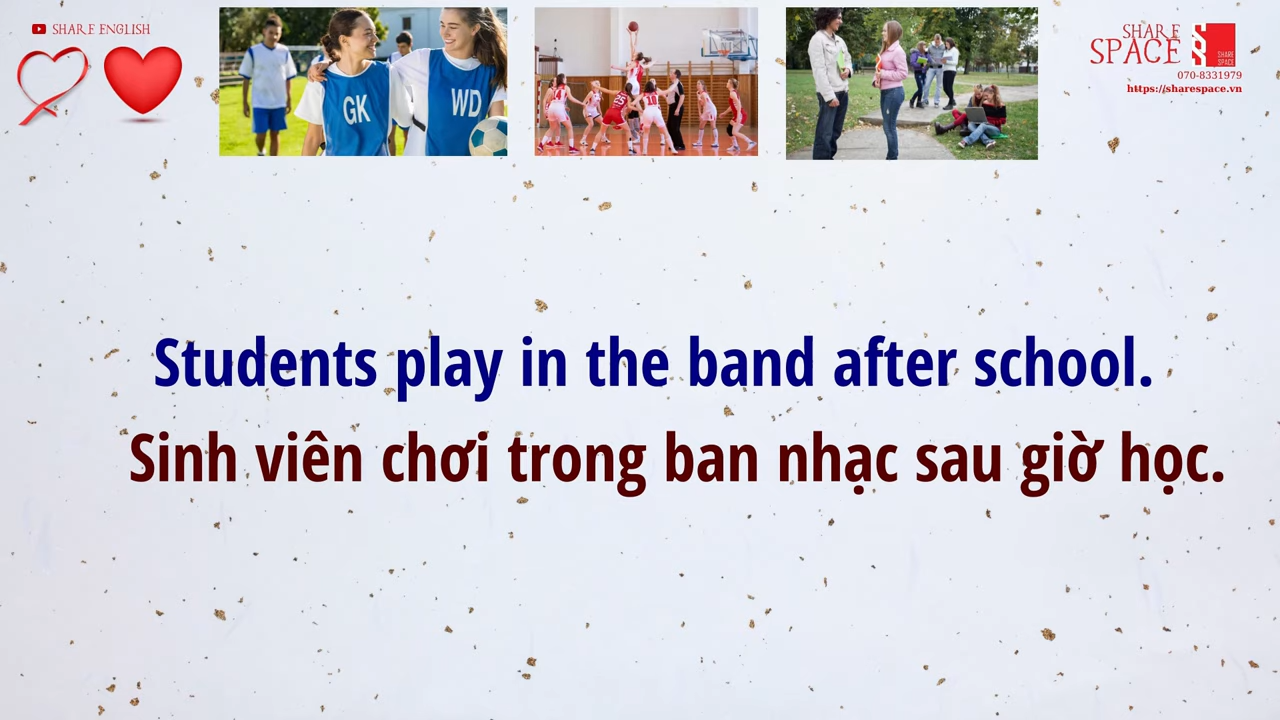 SHARE ENGLISH
GK
WD
SHARE
SPACE
SHARE
SPACE
070-8331979
https://sharespace.vn
Students play in the band after school.
Sinh viên chơi trong ban nhạc sau giờ học.